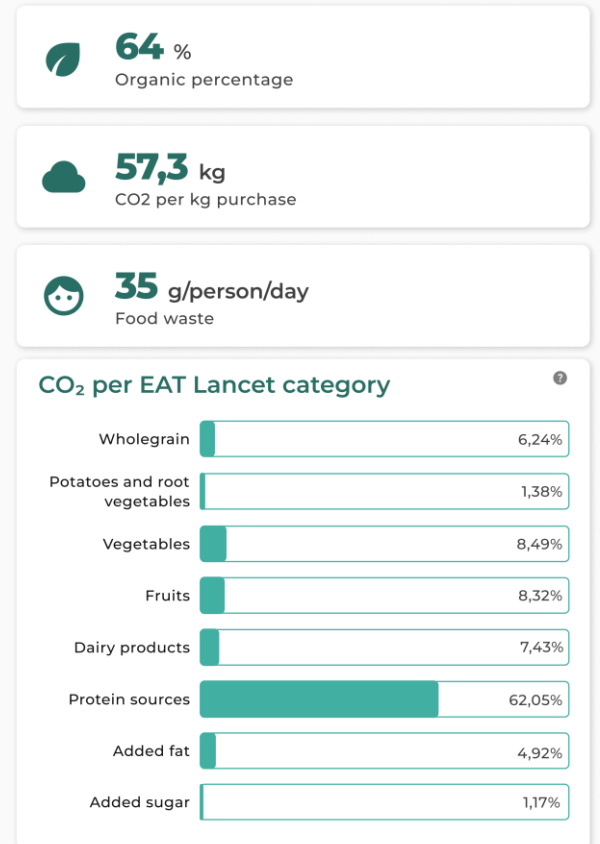 64 %
Organic percentage
57,3 kg
CO2 per kg purchase
35 g/person/day
Food waste
CO₂ per EAT Lancet category
?
Wholegrain 6,24%
Potatoes and root
vegetables 1,38%
Vegetables 8,49%
Fruits 8,32%
Dairy products 7,43%
Protein sources 62,05%
Added fat 4,92%
Added sugar 1,17%